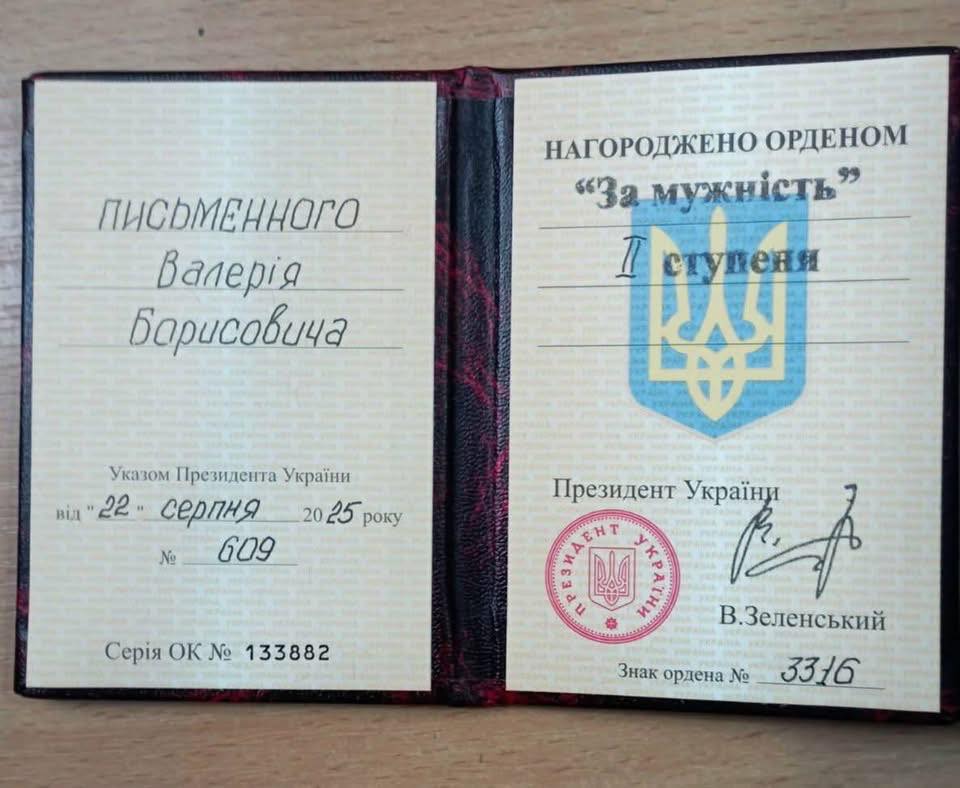 ПИСЬМЕННОГО
Валерія
Борисовича
Указом Президента України
від "22" серпня 2025 року
№ 609
Серія ОК № 133882
НАГОРОДЖЕНО ОРДЕНОМ
“За мужність”
II ступеня
Президент України
ПРЕЗИДЕНТ УКРАЇНИ
В.Зеленський
Знак ордена № 3316